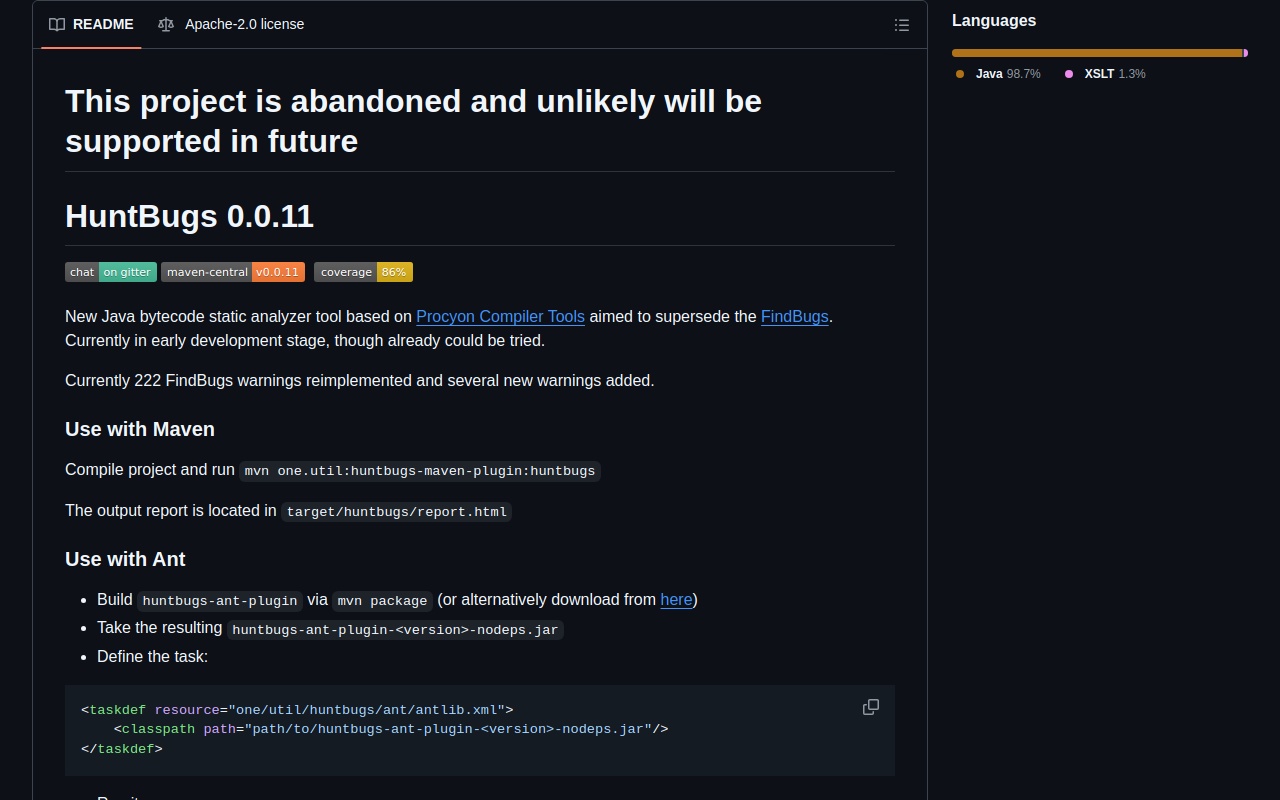 README
Apache-2.0 license
Languages
Java 98.7%
XSLT 1.3%
This project is abandoned and unlikely will be
supported in future
HuntBugs 0.0.11
chat on gitter maven-central v0.0.11 coverage 86%
New Java bytecode static analyzer tool based on Procyon Compiler Tools aimed to supersede the FindBugs.
Currently in early development stage, though already could be tried.
Currently 222 FindBugs warnings reimplemented and several new warnings added.
Use with Maven
Compile project and run mvn one.util:huntbugs-maven-plugin:huntbugs
The output report is located in target/huntbugs/report.html
Use with Ant
Build huntbugs-ant-plugin via mvn package (or alternatively download from here)
Take the resulting huntbugs-ant-plugin-<version>-nodeps.jar
Define the task:
<taskdef resource="one/util/huntbugs/ant/antlib.xml">
    <classpath path="path/to/huntbugs-ant-plugin-<version>-nodeps.jar"/>
</taskdef>